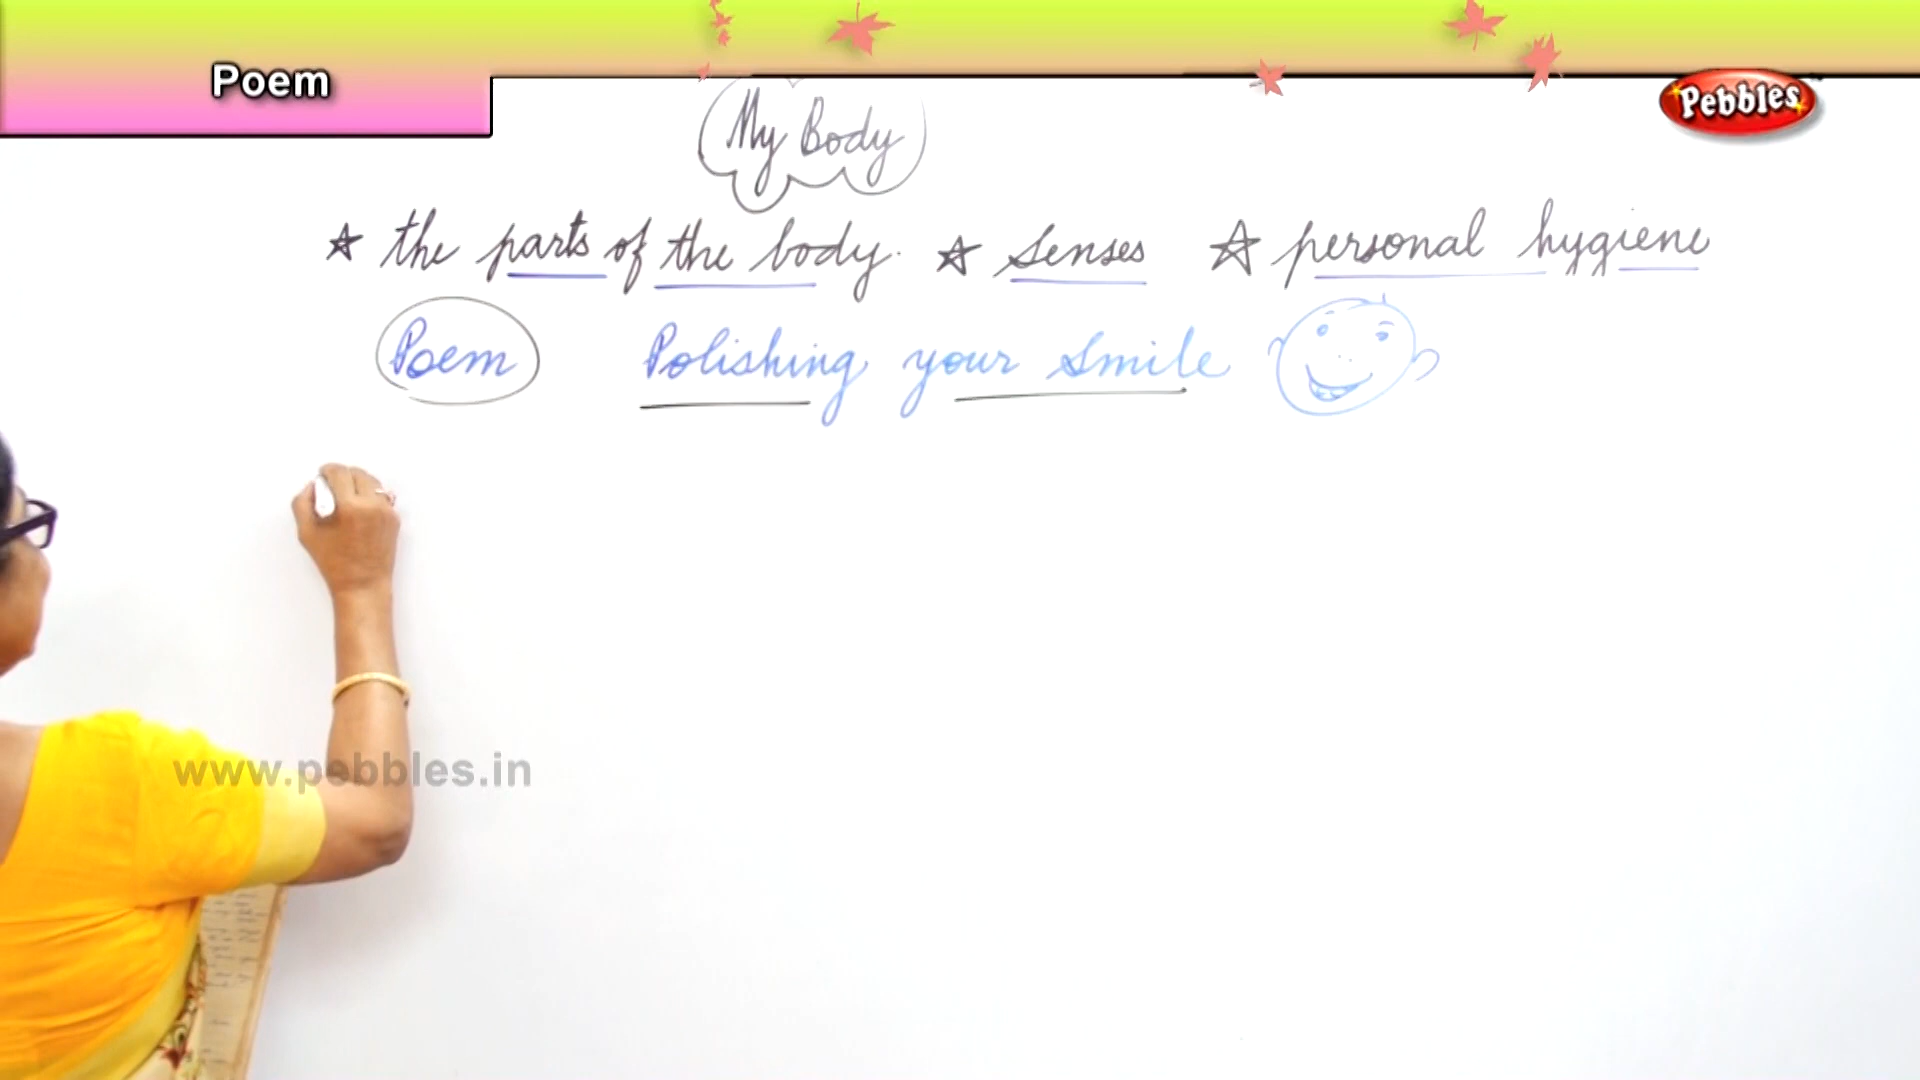 Poem
Pebbles
My Body
☆ the parts of the body. ☆ senses ☆ personal hygiene
Poem Polishing your smile
www.pebbles.in